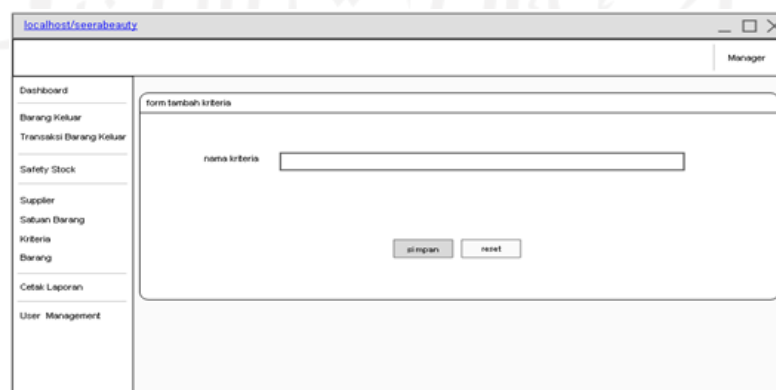 localhost/seerabeauty
Manager
Dashboard
Barang Keluar
Transaksi Barang Keluar
Safety Stock
Supplier
Satuan Barang
Kriteria
Barang
Cetak Laporan
User Management
form tambah kriteria
nama kriteria
simpan
reset